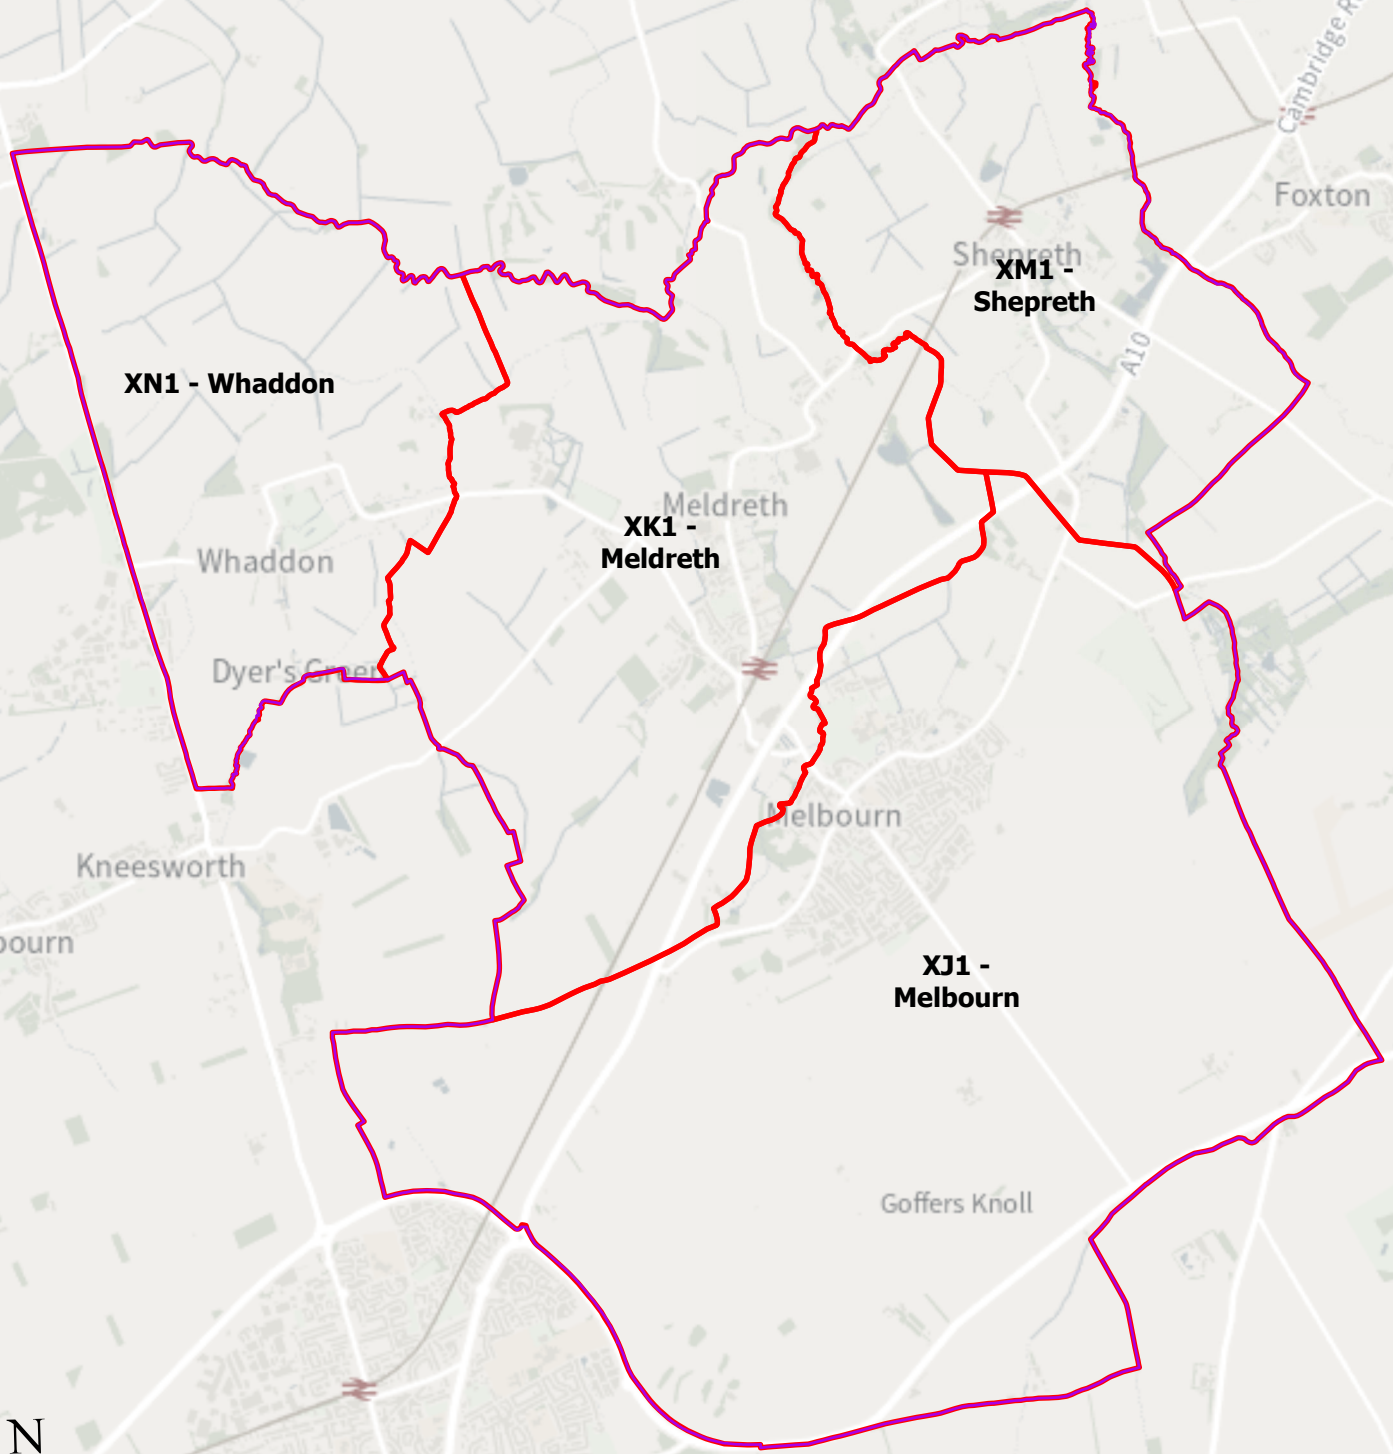 Cambridge R
Foxton
Shepreth
XM1 -
Shepreth
A10
XN1 - Whaddon
Meldreth
XK1 -
Meldreth
Whaddon
Dyer's Green
Melbourn
Kneesworth
bourn
XJ1 -
Melbourn
Goffers Knoll
N